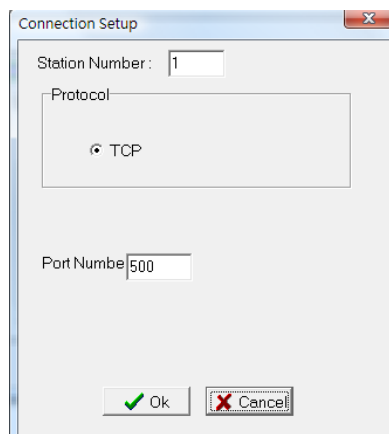 Connection Setup
Station Number : 1
Protocol
TCP
Port Numbe 500
Ok Cancel